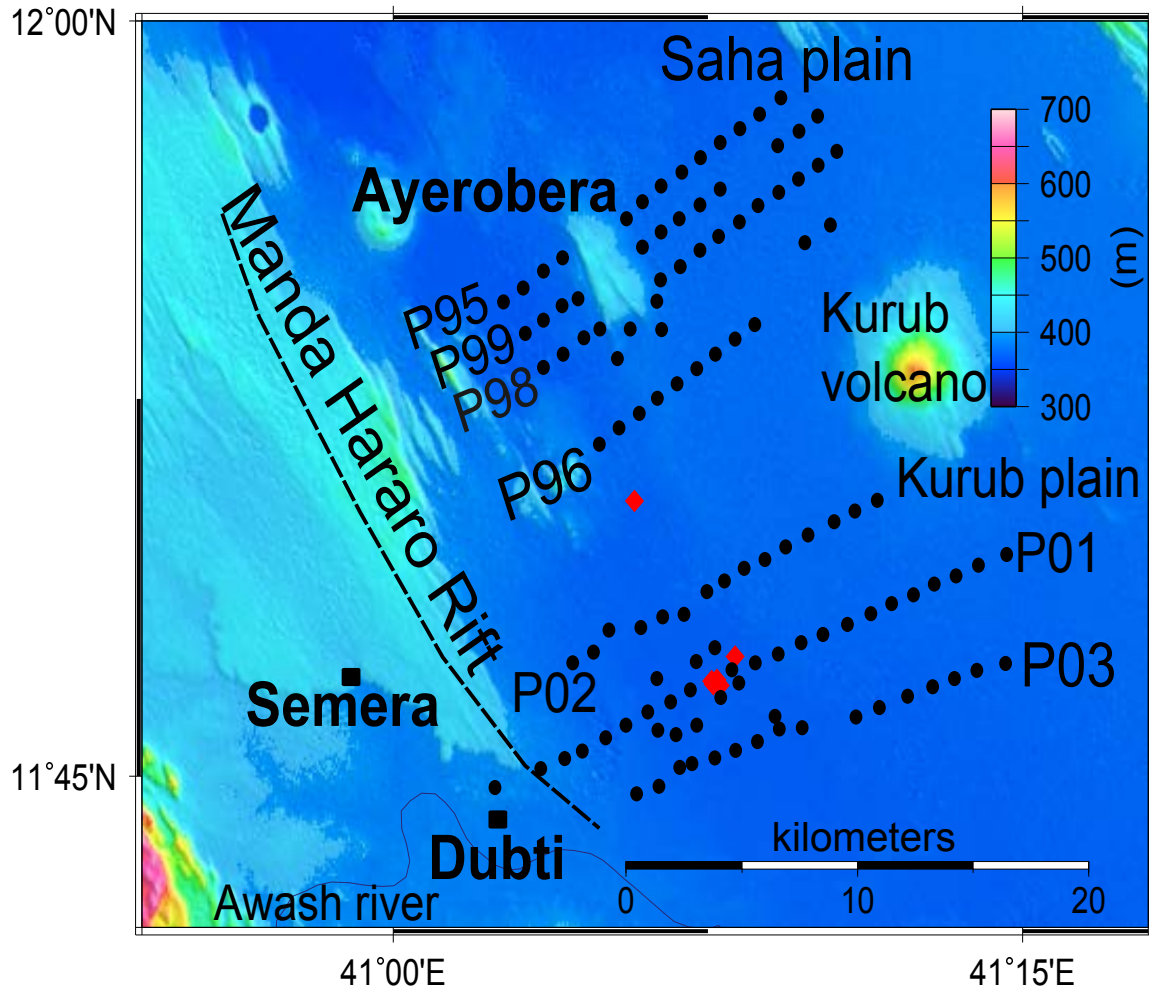 12°00'N
Saha plain
700
600
500
400
300
(m)
Ayerobera
Manda Hararo Rift
P95
P99
P98
P96
Kurub
volcano
Kurub plain
P01
P02
P03
Semera
11°45'N
Dubti
kilometers
0 10 20
Awash river
41°00'E
41°15'E